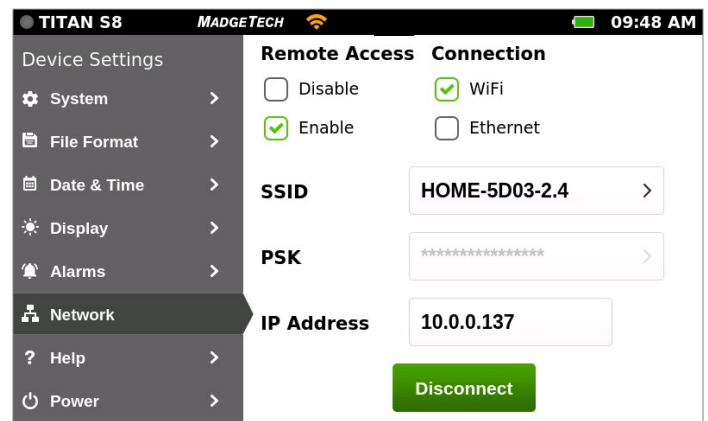 TITAN S8 MADGETECH 09:48 AM
Device Settings
System
File Format
Date & Time
Display
Alarms
Network
? Help
Power
Remote Access Connection
Disable WiFi
Enable Ethernet
SSID HOME-5D03-2.4
PSK ****************
IP Address 10.0.0.137
Disconnect